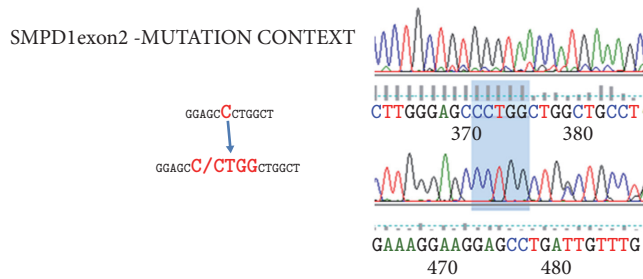 SMPD1exon2 -MUTATION CONTEXT
GGAGCCCTGGCT
GGAGCC/CTGGCTGGCT
CTTGGGAGCCCTGGCTGGCTGCCT
370 380
GAAAGGAAGGAGCCTGATTGTTTG
470 480